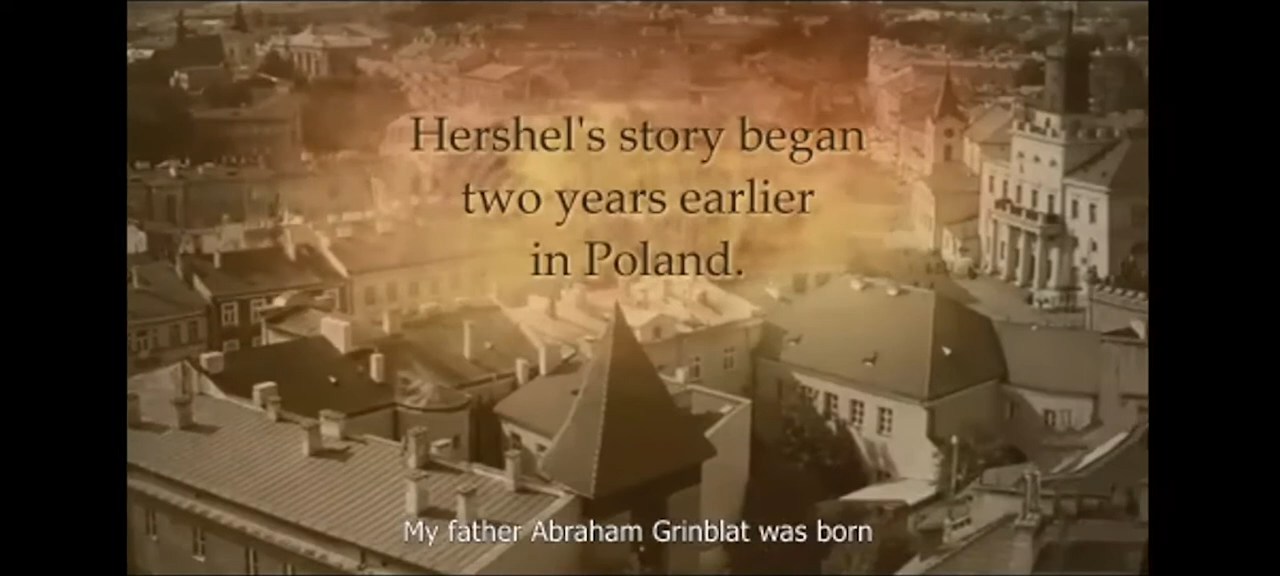 Hershel's story began
two years earlier
in Poland.
My father Abraham Grinblat was born